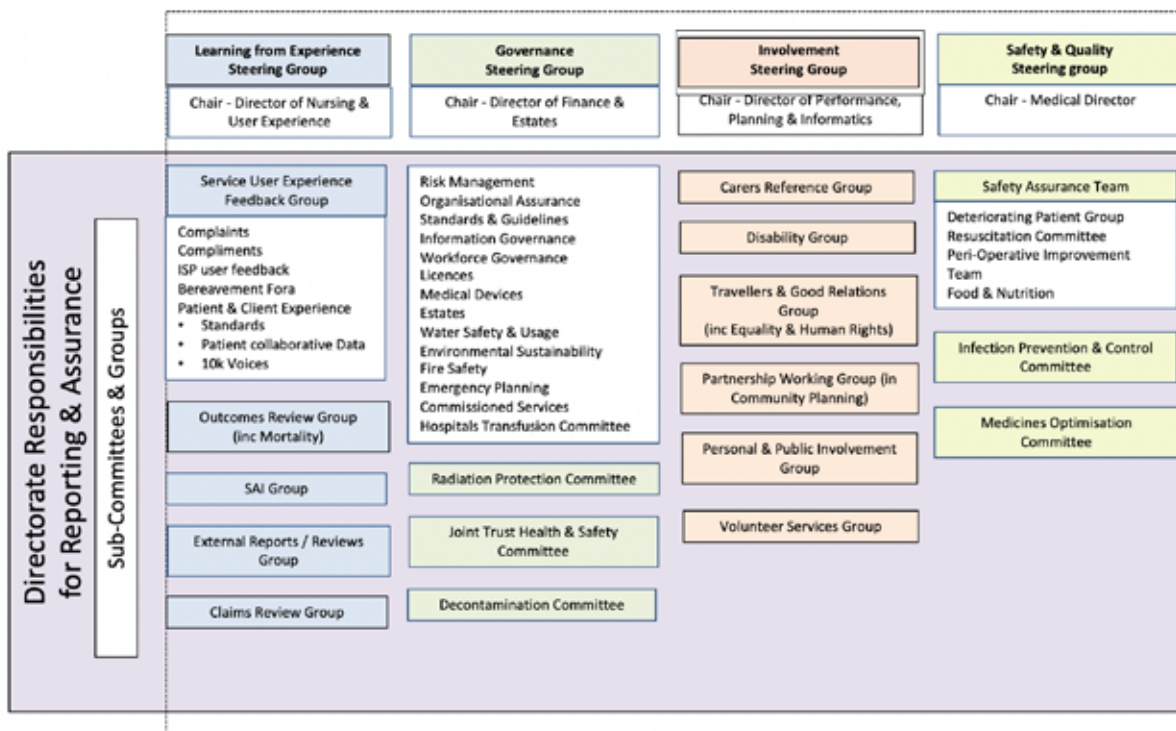 Learning from Experience
Steering Group
Chair - Director of Nursing &
User Experience
Governance
Steering Group
Chair - Director of Finance &
Estates
Involvement
Steering Group
Chair - Director of Performance,
Planning & Informatics
Safety & Quality
Steering group
Chair - Medical Director
Directorate Responsibilities
for Reporting & Assurance
Sub-Committees & Groups
Service User Experience
Feedback Group
Complaints
Compliments
ISP user feedback
Bereavement Fora
Patient & Client Experience
• Standards
• Patient collaborative Data
• 10k Voices
Outcomes Review Group
(inc Mortality)
SAI Group
External Reports / Reviews
Group
Claims Review Group
Risk Management
Organisational Assurance
Standards & Guidelines
Information Governance
Workforce Governance
Licences
Medical Devices
Estates
Water Safety & Usage
Environmental Sustainability
Fire Safety
Emergency Planning
Commissioned Services
Hospitals Transfusion Committee
Radiation Protection Committee
Joint Trust Health & Safety
Committee
Decontamination Committee
Carers Reference Group
Disability Group
Travellers & Good Relations
Group
(inc Equality & Human Rights)
Partnership Working Group (in
Community Planning)
Personal & Public Involvement
Group
Volunteer Services Group
Safety Assurance Team
Deteriorating Patient Group
Resuscitation Committee
Peri-Operative Improvement
Team
Food & Nutrition
Infection Prevention & Control
Committee
Medicines Optimisation
Committee